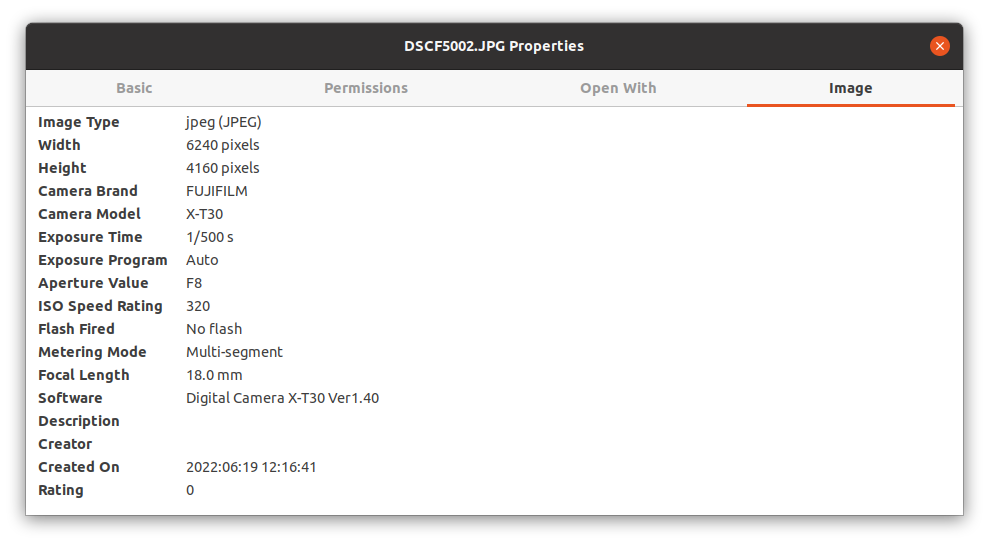 DSCF5002.JPG Properties
Basic Permissions Open With Image
Image Type jpeg (JPEG)
Width 6240 pixels
Height 4160 pixels
Camera Brand FUJIFILM
Camera Model X-T30
Exposure Time 1/500 s
Exposure Program Auto
Aperture Value F8
ISO Speed Rating 320
Flash Fired No flash
Metering Mode Multi-segment
Focal Length 18.0 mm
Software Digital Camera X-T30 Ver1.40
Description
Creator
Created On 2022:06:19 12:16:41
Rating 0